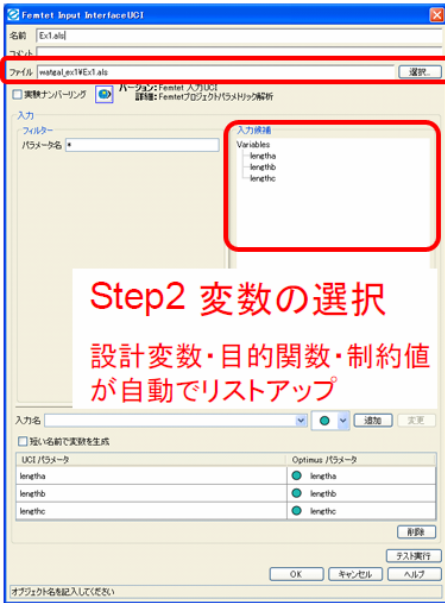 Femtet Input InterfaceUCI
名前 Ex1.als
コメント
ファイル watgal_ex1¥Ex1.als 選択...
実験ナンバーリング バージョン: Femtet 入力UCI
詳細: Femtetプロジェクトパラメトリック解析
入力
フィルター
パラメータ名 *
入力候補
Variables
lengtha
lengthb
lengthc
Step2 変数の選択
設計変数・目的関数・制約値
が自動でリストアップ
入力名 追加 変更
短い名前で変数を生成
UCI パラメータ Optimus パラメータ
lengtha lengtha
lengthb lengthb
lengthc lengthc
削除
テスト実行
OK キャンセル ヘルプ
オブジェクト名を記入してください